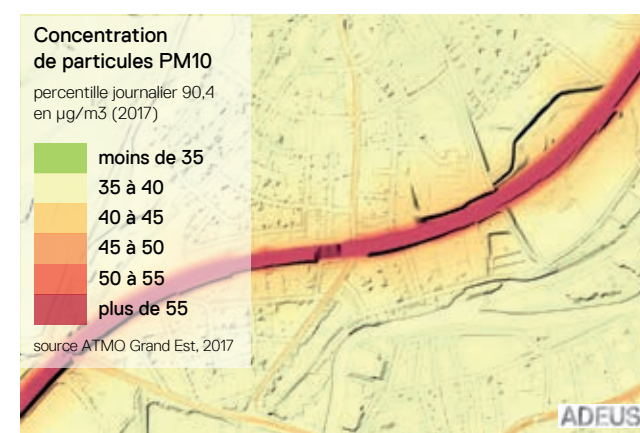 Concentration
de particules PM10
percentille journalier 90,4
en µg/m3 (2017)
moins de 35
35 à 40
40 à 45
45 à 50
50 à 55
plus de 55
source ATMO Grand Est, 2017
ADEUS